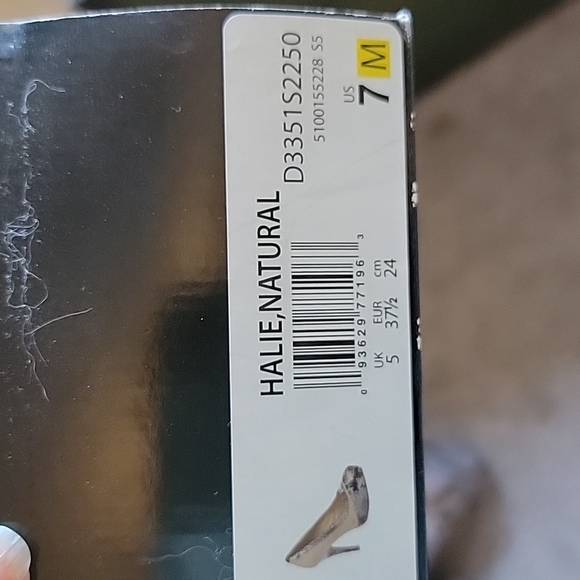 HALIE,NATURAL
D3351S2250
5100155228 S5
US
7 M
0 93629 77196 3
UK EUR cm
5 37½ 24